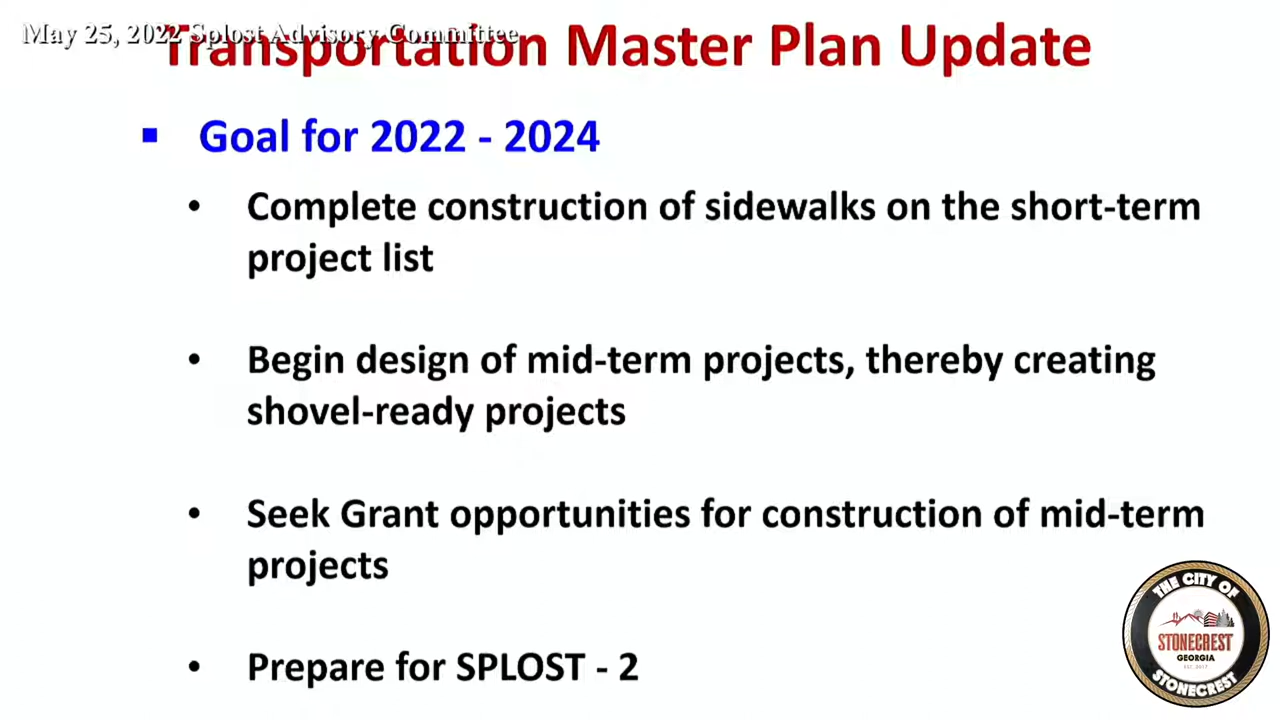 May 25, 2022 Splost Advisory Committee
Transportation Master Plan Update
▪ Goal for 2022 - 2024
• Complete construction of sidewalks on the short-term
project list
• Begin design of mid-term projects, thereby creating
shovel-ready projects
• Seek Grant opportunities for construction of mid-term
projects
• Prepare for SPLOST - 2
THE CITY OF
STONECREST
GEORGIA
EST. 2017
STONECREST